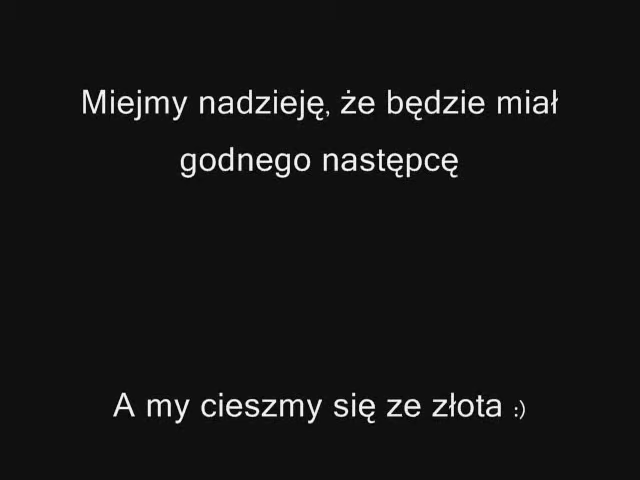 Miejmy nadzieję, że będzie miał
godnego następcę
A my cieszmy się ze złota :)